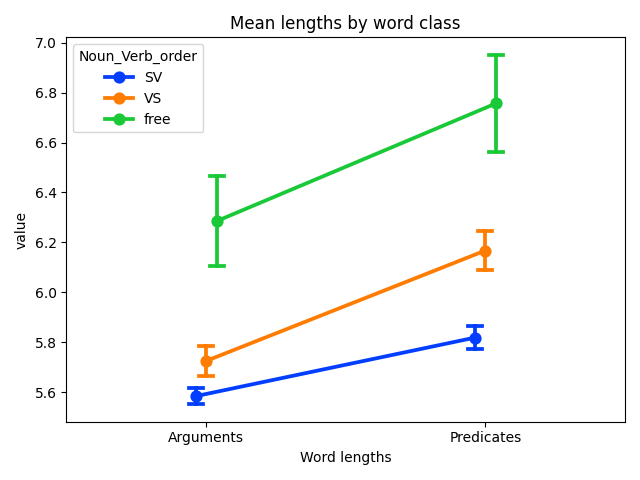 Mean lengths by word class
Noun_Verb_order
SV
VS
free
value
7.0
6.8
6.6
6.4
6.2
6.0
5.8
5.6
Arguments Predicates
Word lengths